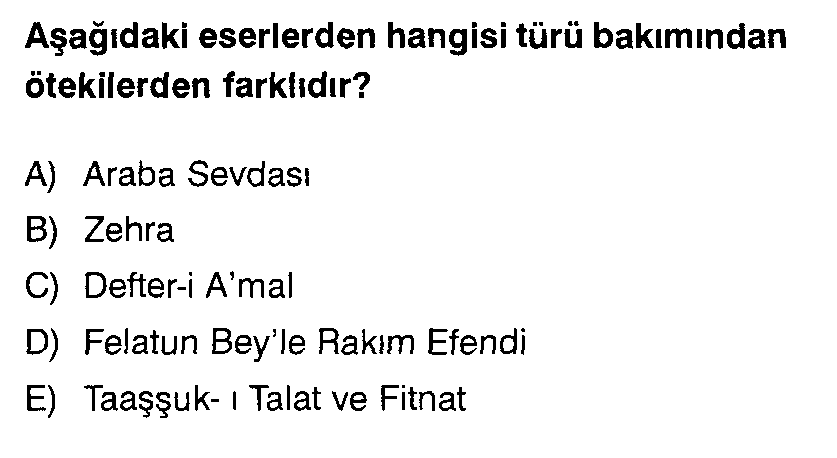 Aşağıdaki eserlerden hangisi türü bakımından
ötekilerden farklıdır?
A) Araba Sevdası
B) Zehra
C) Defter-i A'mal
D) Felatun Bey'le Rakım Efendi
E) Taaşşuk- ı Talat ve Fitnat